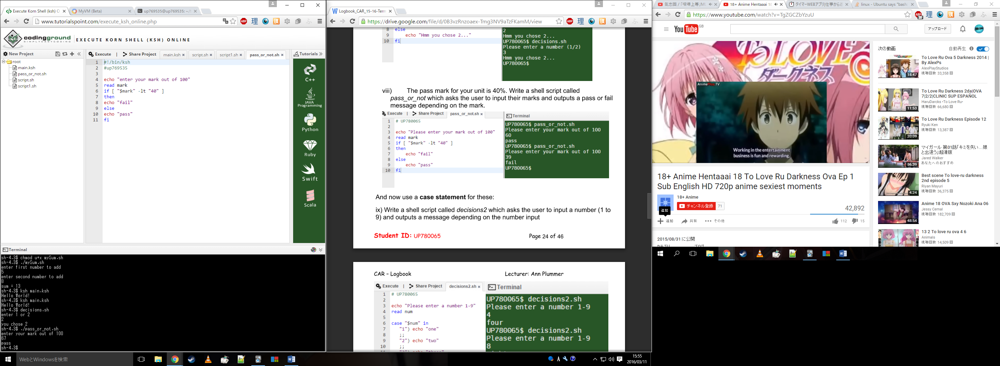 Execute Korn Shell (ksh) O
MyVM (Beta)
up769535@up769535: ~/
www.tutorialspoint.com/execute_ksh_online.php
codingground
SIMPLYEASYCODING
EXECUTE KORN SHELL (KSH) ONLINE
New Project
Execute | Share Project main.ksh script.sh script1.sh pass_or_not.sh
Tutorials
root
main.ksh
pass_or_not.sh
script.sh
script1.sh
1 #!/bin/ksh
2 #up769535
3
4 echo "enter your mark out of 100"
5 read mark
6 if [ "$mark" -lt "40" ]
7 then
8 echo "fail"
9 else
10 echo "pass"
11 fi
C++
JAVA
Programming
Python
Ruby
Swift
Scala
Terminal
sh-4.3$ chmod u+x mySum.sh
sh-4.3$ ./mySum.sh
enter first number to add
5
enter second number to add
8
sum = 13
sh-4.3$ ksh main.ksh
Hello World!
sh-4.3$ ksh main.ksh
Hello World!
sh-4.3$ decisions.sh
enter 1 or 2
2
you chose 2
sh-4.3$ ./pass_or_not.sh
enter your mark out of 100
67
pass
sh-4.3$
WebとWindowsを検索
Logbook_CAR_15-16-Term
https://drive.google.com/file/d/0B3vzRnzoaex-Tmg3NV9aTzFKamM/view
8 else
9 echo "Hmm you chose 2..."
10 fi
2
Hmm you chose 2...
UP780065$ decisions.sh
Please enter a number (1/2)
3
Hmm you chose 2...
UP780065$
viii) The pass mark for your unit is 40%. Write a shell script called
pass_or_not which asks the user to input their marks and outputs a pass or fail
message depending on the mark.
Execute | Share Project pass_or_not.sh
1 # UP780065
2
3 echo "Please enter your mark out of 100"
4 read mark
5 if [ "$mark" -lt "40" ]
6 then
7 echo "fail"
8 else
9 echo "pass"
10 fi
Terminal
UP780065$ pass_or_not.sh
Please enter your mark out of 100
60
pass
UP780065$ pass_or_not.sh
Please enter your mark out of 100
39
fail
UP780065$
And now use a case statement for these:
ix) Write a shell script called decisions2 which asks the user to input a number (1 to
9) and outputs a message depending on the number input
Student ID: UP780065
Page 24 of 46
CAR – Logbook
Lecturer: Ann Plummer
Execute | Share Project decisions2.sh
1 # UP780065
2
3 echo "Please enter a number 1-9"
4 read num
5
6 case "$num" in
7 "1") echo "one"
8 ;;
9 "2") echo "two"
10 ;;
Terminal
UP780065$ decisions2.sh
Please enter a number 1-9
4
four
UP780065$ decisions2.sh
Please enter a number 1-9
8
15:55
2016/03/11
氣志團 / 「喧嘩上等」MU
18+ Anime Hentaaai 18
タイマーWEBアプリ|仕事から
linux - Ubuntu says "bash:
https://www.youtube.com/watch?v=TgZGCZbYzuU
YouTube GB
アップロード
To LOVE
ダークネス
AnimePlus.TV
Working in the entertainment
business is fun and rewarding,
18+ Anime Hentaaai 18 To Love Ru Darkness Ova Ep 1
Sub English HD 720p anime sexiest moments
18+ Anime
チャンネル登録 71
追加
42,892
追加 共有 その他
112 15
2015/08/31 に公開
カテゴリ ブログ
次の動画
自動再生
To Love Ru Ova 5 Darkness 2014 |
By AlexPs
AlexPlayStudios
視聴回数 33,358 回
18:47
To Love Ru Darkness 2da|OVA
7|2/2|CLINIC SUP ESPAÑOL
HaruDarcks •To Love Ru•
視聴回数 66,680 回
11:53
To Love Ru Darkness Episode 12
Ryuki Ken
視聴回数 13,387 回
20:09
マイガール 第01話「キミを失い...娘
と出逢う」超清版
Jared Walker
あなたへのおすすめ
56:39
Best scene To love-ru darkness
2nd episode 5
Riyan Mayuri
視聴回数 36,375 回
4:24
Anime 18 OVA Sxy Nozoki Ana 06
Jessy Cemal
視聴回数 182,709 回
48:54
13 2 To love ru ova 4 6
Animals
視聴回数 14,509 回